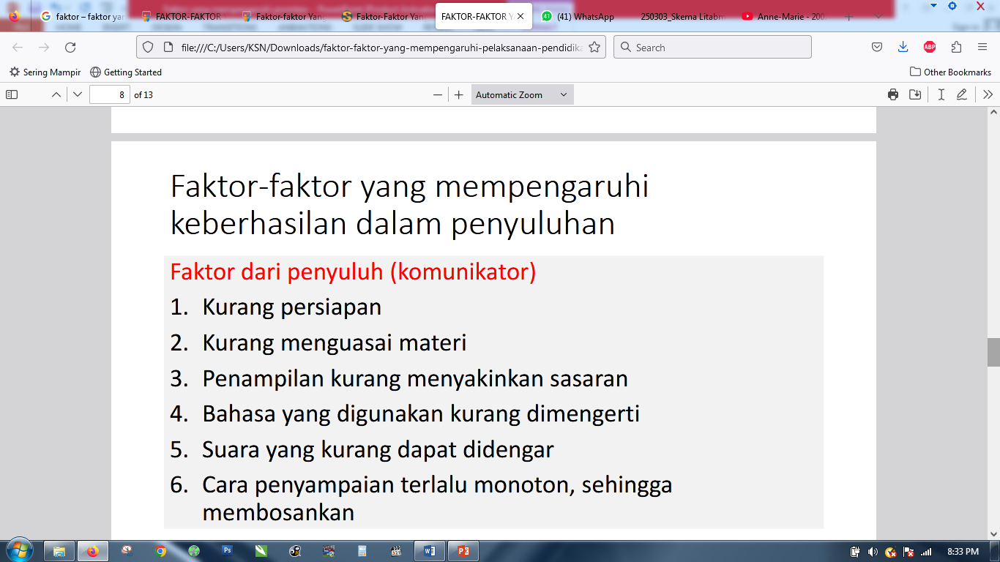 faktor – faktor yar
FAKTOR-FAKTOR
Faktor-faktor Yang
Faktor-Faktor Yan
FAKTOR-FAKTOR Y
41
(41) WhatsApp
250303_Skema Litabm
Anne-Marie - 200
file:///C:/Users/KSN/Downloads/faktor-faktor-yang-mempengaruhi-pelaksanaan-pendidika
Search
ABP
Sering Mampir
Getting Started
Other Bookmarks
8
of 13
Automatic Zoom
Faktor-faktor yang mempengaruhi
keberhasilan dalam penyuluhan
Faktor dari penyuluh (komunikator)
1. Kurang persiapan
2. Kurang menguasai materi
3. Penampilan kurang menyakinkan sasaran
4. Bahasa yang digunakan kurang dimengerti
5. Suara yang kurang dapat didengar
6. Cara penyampaian terlalu monoton, sehingga
membosankan
8:33 PM